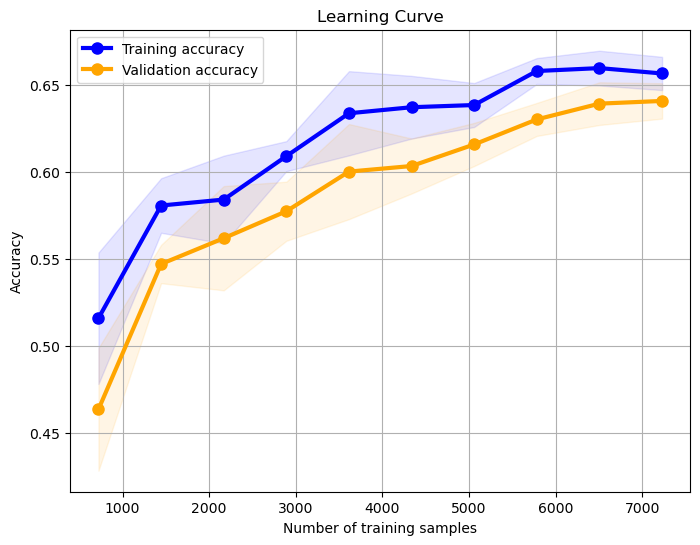 Learning Curve
Training accuracy
Validation accuracy
0.65
0.60
0.55
0.50
0.45
Accuracy
1000 2000 3000 4000 5000 6000 7000
Number of training samples